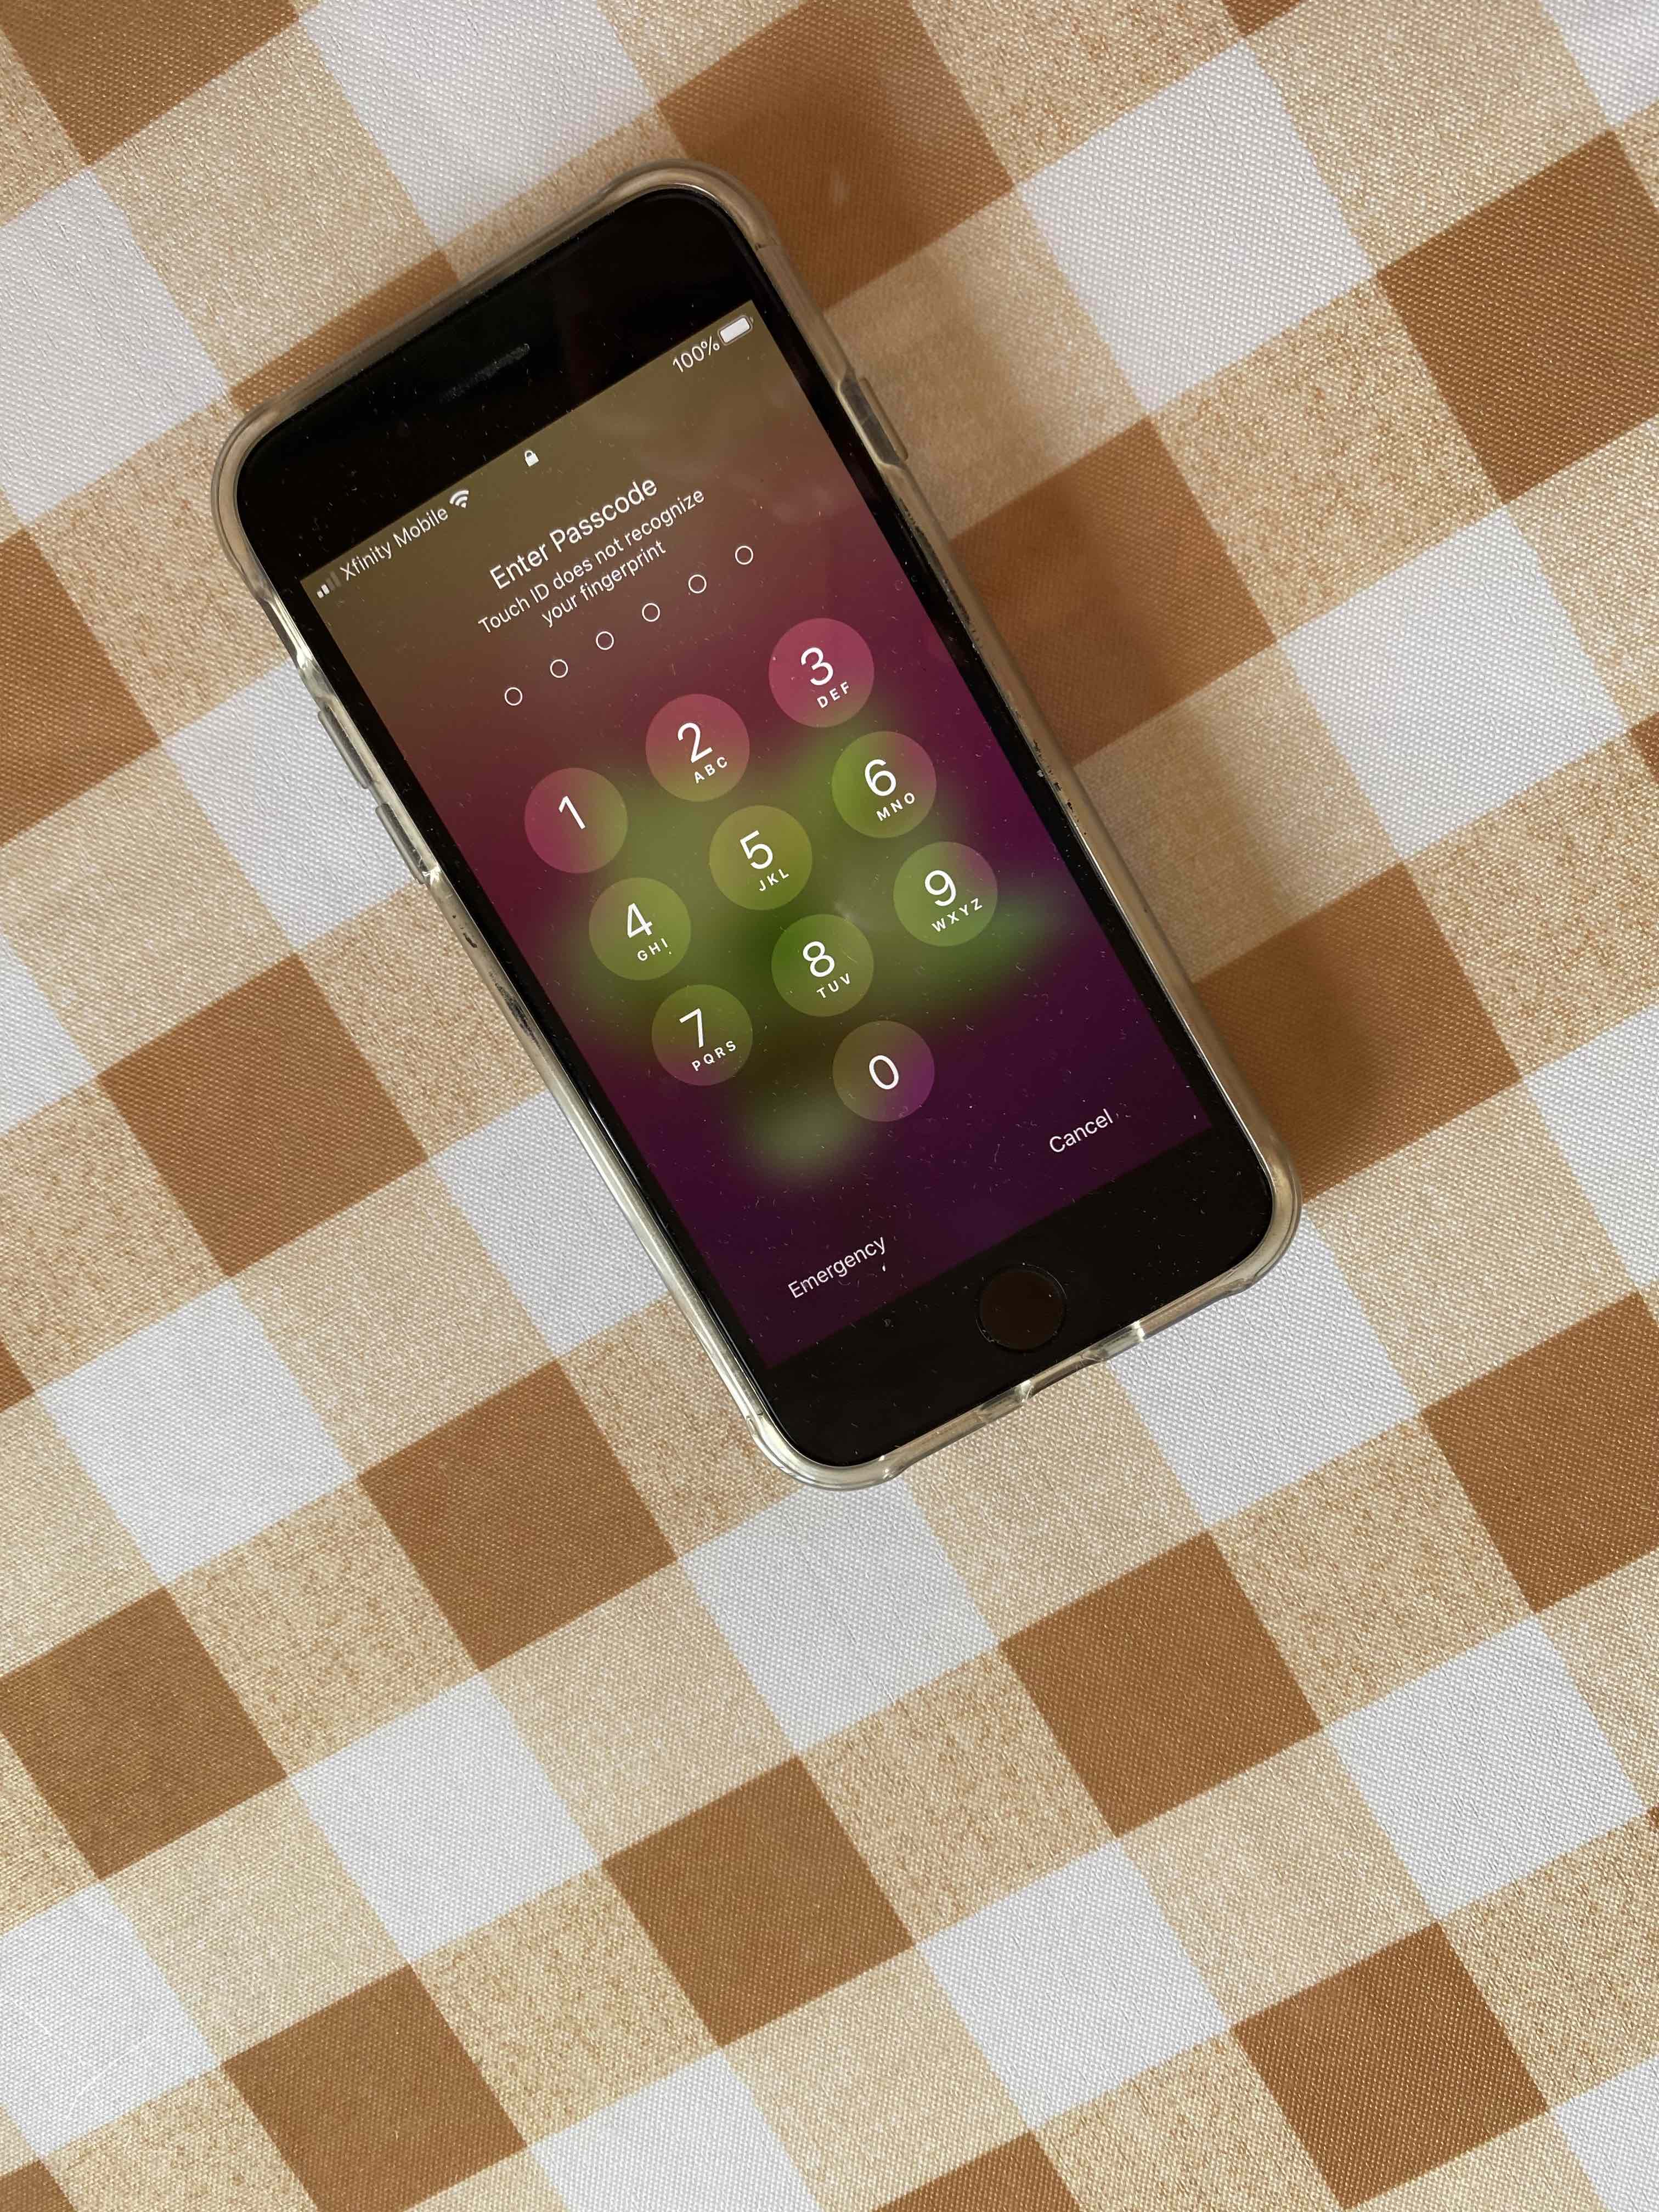 Xfinity Mobile 100%
Enter Passcode
Touch ID does not recognize
your fingerprint
1 2 3
ABC DEF
4 5 6
GHI JKL MNO
7 8 9
PQRS TUV WXYZ
0
Emergency Cancel